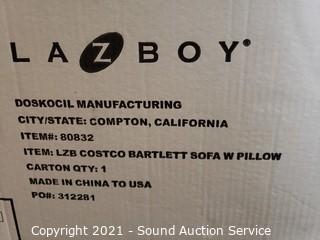 LAZBOY®
DOSKOCIL MANUFACTURING
CITY/STATE: COMPTON, CALIFORNIA
ITEM#: 80832
ITEM: LZB COSTCO BARTLETT SOFA W PILLOW
CARTON QTY: 1
MADE IN CHINA TO USA
PO#: 312281
Copyright 2021 - Sound Auction Service